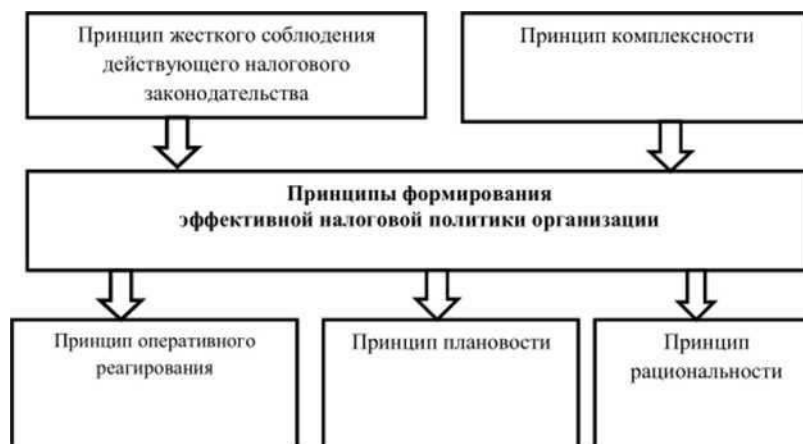 Принцип жесткого соблюдения
действующего налогового
законодательства
Принцип комплексности
Принципы формирования
эффективной налоговой политики организации
Принцип оперативного
реагирования
Принцип плановости
Принцип
рациональности